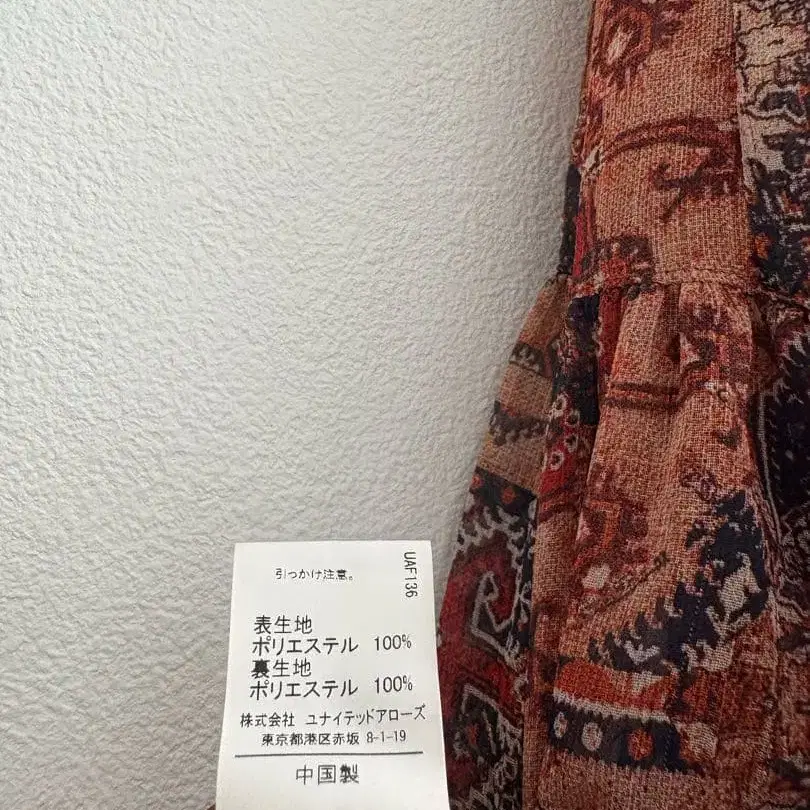 UAF136
引っかけ注意。
表生地
ポリエステル 100%
裏生地
ポリエステル 100%
株式会社 ユナイテッドアローズ
東京都港区赤坂 8-1-19
中国製